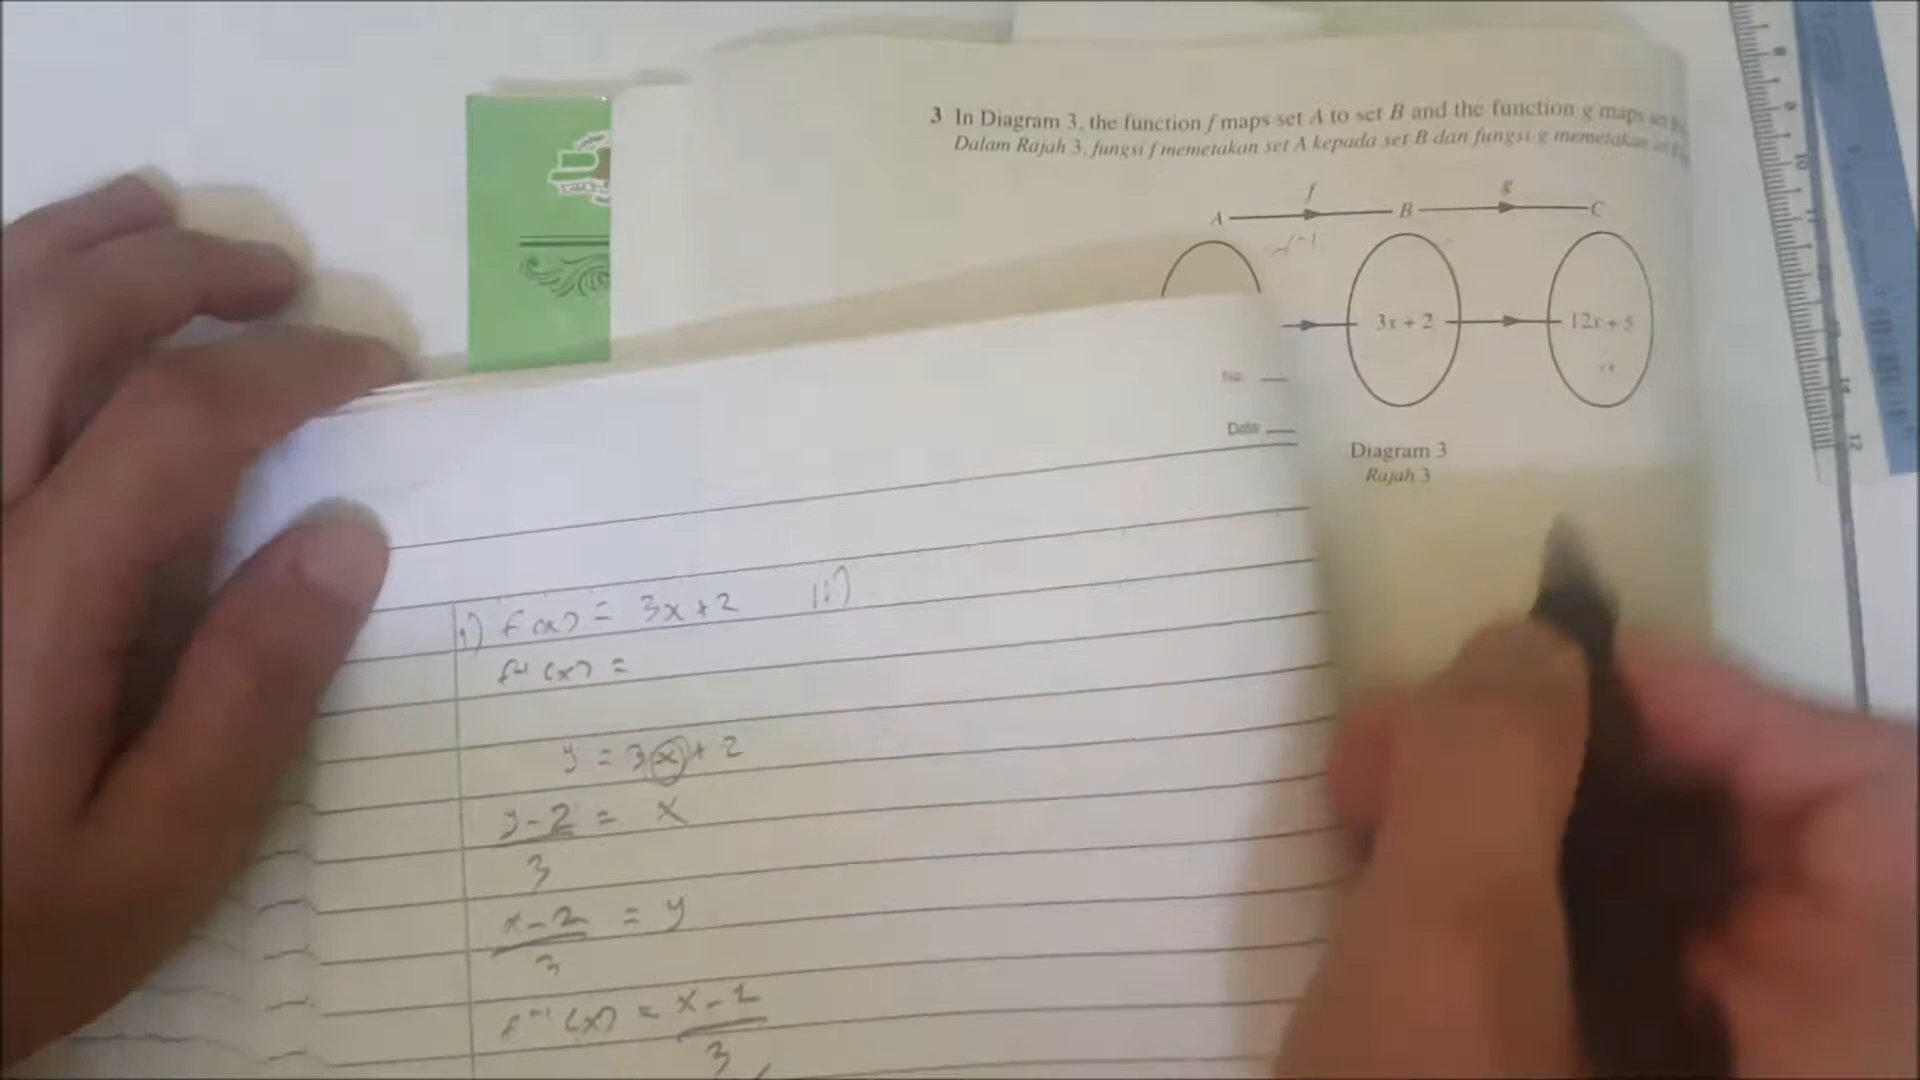 3 In Diagram 3, the function f maps set A to set B and the function g maps
Dalam Rajah 3, fungsi f memetakan set A kepada set B dan fungsi g memetakan
f g
A B C
f⁻¹
3x + 2 12x + 5
No.
Date
Diagram 3
Rajah 3
i) f(x) = 3x + 2 ii)
f⁻¹(x) =
y = 3x + 2
y - 2 = x
3
x - 2 = y
3
f⁻¹(x) = x - 2
3